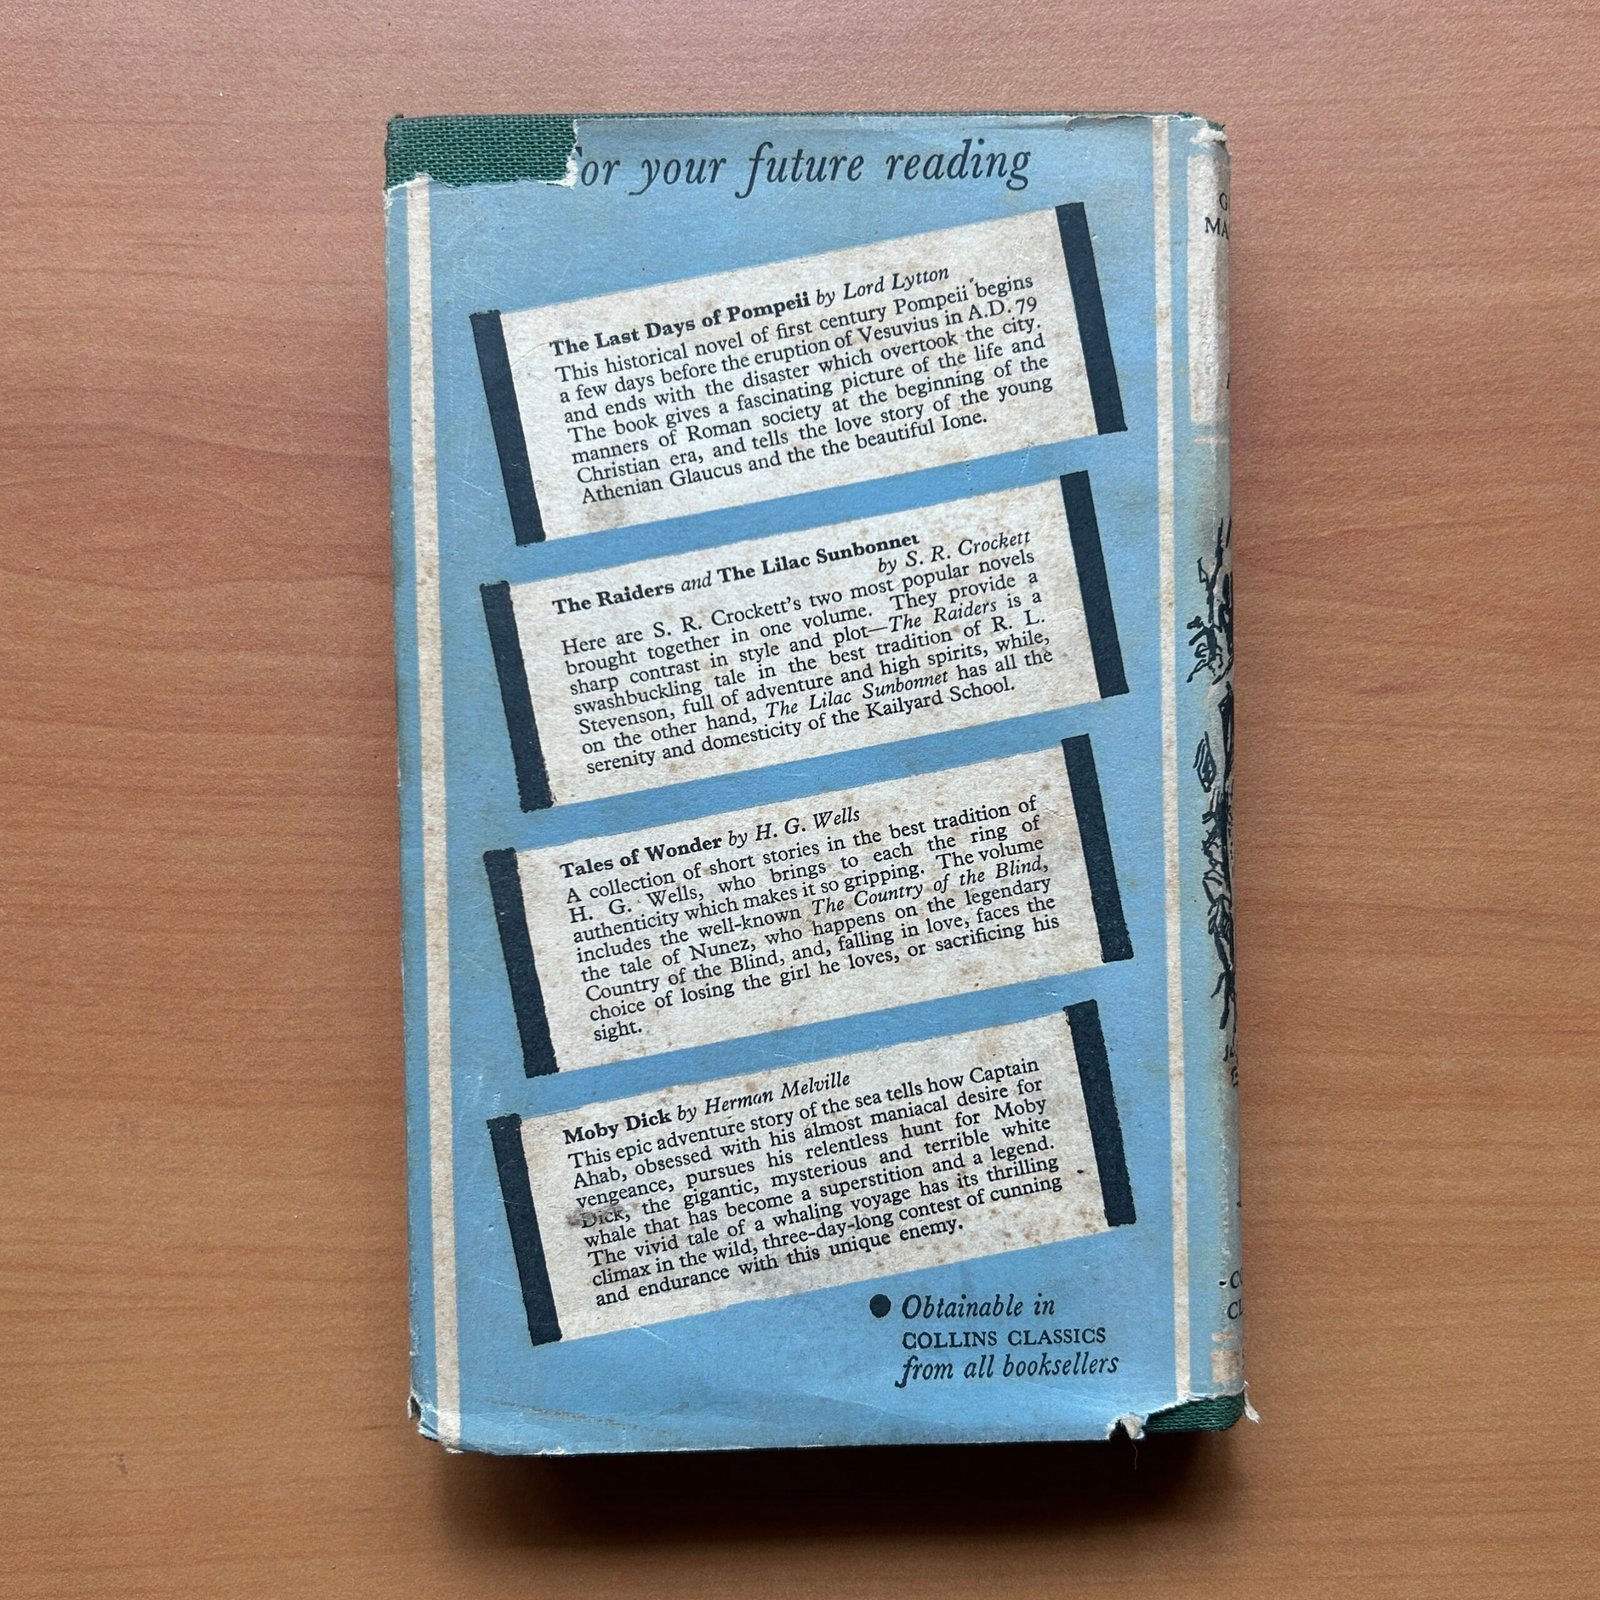 For your future reading
The Last Days of Pompeii by Lord Lytton
This historical novel of first century Pompeii begins
a few days before the eruption of Vesuvius in A.D. 79
and ends with the disaster which overtook the city.
The book gives a fascinating picture of the life and
manners of Roman society at the beginning of the
Christian era, and tells the love story of the young
Athenian Glaucus and the the beautiful Ione.
The Raiders and The Lilac Sunbonnet
by S. R. Crockett
Here are S. R. Crockett's two most popular novels
brought together in one volume. They provide a
sharp contrast in style and plot—The Raiders is a
swashbuckling tale in the best tradition of R. L.
Stevenson, full of adventure and high spirits, while,
on the other hand, The Lilac Sunbonnet has all the
serenity and domesticity of the Kailyard School.
Tales of Wonder by H. G. Wells
A collection of short stories in the best tradition of
H. G. Wells, who brings to each the ring of
authenticity which makes it so gripping. The volume
includes the well-known The Country of the Blind,
the tale of Nunez, who happens on the legendary
Country of the Blind, and, falling in love, faces the
choice of losing the girl he loves, or sacrificing his
sight.
Moby Dick by Herman Melville
This epic adventure story of the sea tells how Captain
Ahab, obsessed with his almost maniacal desire for
vengeance, pursues his relentless hunt for Moby
Dick, the gigantic, mysterious and terrible white
whale that has become a superstition and a legend.
The vivid tale of a whaling voyage has its thrilling
climax in the wild, three-day-long contest of cunning
and endurance with this unique enemy.
● Obtainable in
COLLINS CLASSICS
from all booksellers